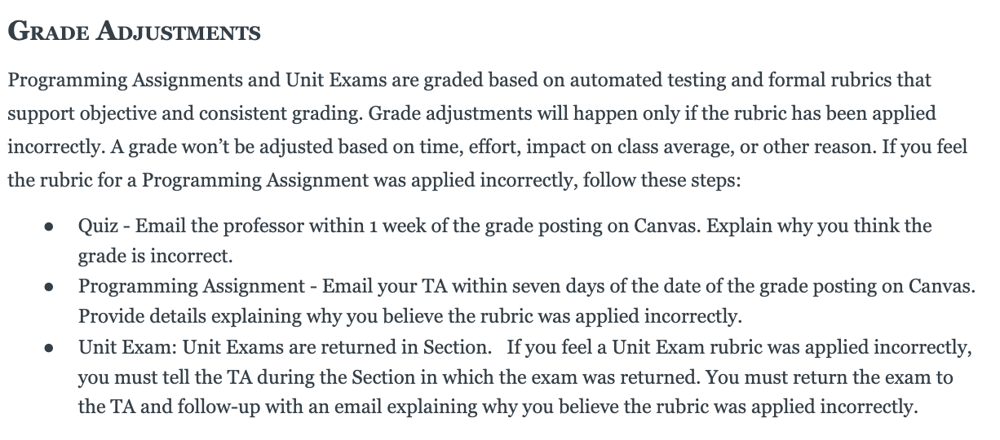 Grade Adjustments
Programming Assignments and Unit Exams are graded based on automated testing and formal rubrics that
support objective and consistent grading. Grade adjustments will happen only if the rubric has been applied
incorrectly. A grade won’t be adjusted based on time, effort, impact on class average, or other reason. If you feel
the rubric for a Programming Assignment was applied incorrectly, follow these steps:
● Quiz - Email the professor within 1 week of the grade posting on Canvas. Explain why you think the
grade is incorrect.
● Programming Assignment - Email your TA within seven days of the date of the grade posting on Canvas.
Provide details explaining why you believe the rubric was applied incorrectly.
● Unit Exam: Unit Exams are returned in Section.   If you feel a Unit Exam rubric was applied incorrectly,
you must tell the TA during the Section in which the exam was returned. You must return the exam to
the TA and follow-up with an email explaining why you believe the rubric was applied incorrectly.